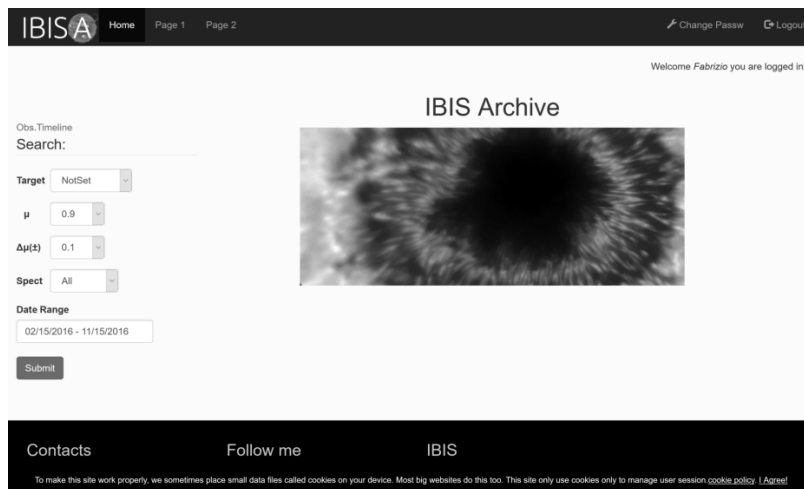 IBISA Home Page 1 Page 2 Change Passw Logout
Welcome Fabrizio you are logged in
IBIS Archive
Obs.Timeline
Search:
Target NotSet
μ 0.9
Δμ(±) 0.1
Spect All
Date Range
02/15/2016 - 11/15/2016
Submit
Contacts Follow me IBIS
To make this site work properly, we sometimes place small data files called cookies on your device. Most big websites do this too. This site only use cookies only to manage user session.cookie policy. I Agree!